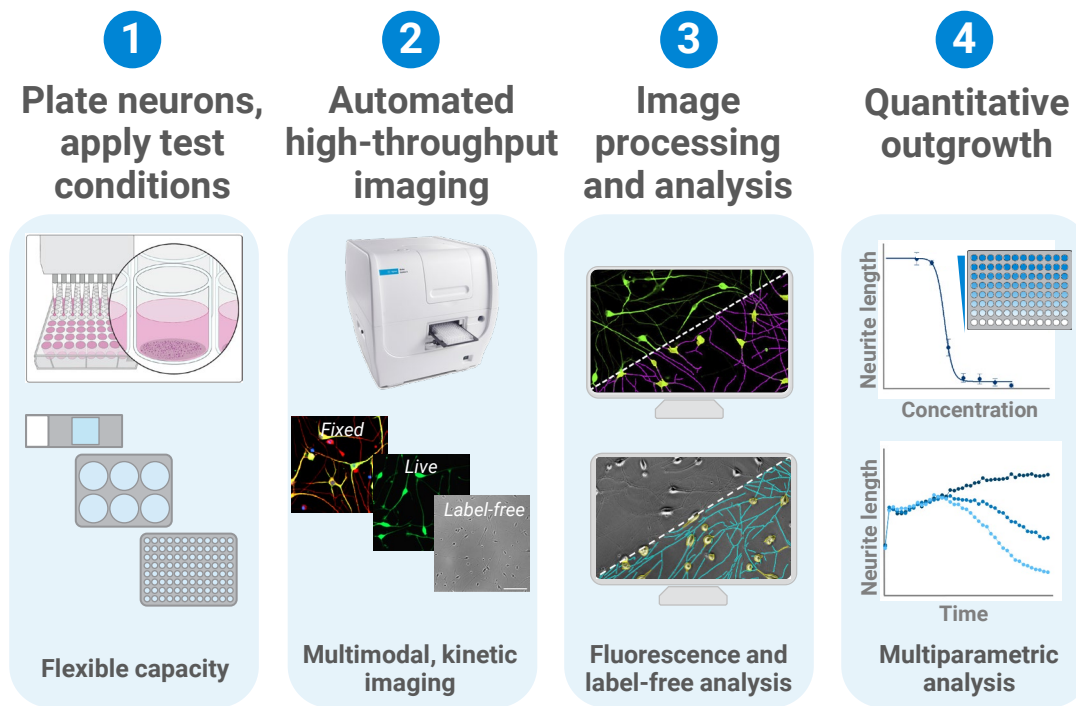 1
Plate neurons,
apply test
conditions
Flexible capacity
2
Automated
high-throughput
imaging
Fixed
Live
Label-free
Multimodal, kinetic
imaging
3
Image
processing
and analysis
Fluorescence and
label-free analysis
4
Quantitative
outgrowth
Neurite length
Concentration
Neurite length
Time
Multiparametric
analysis